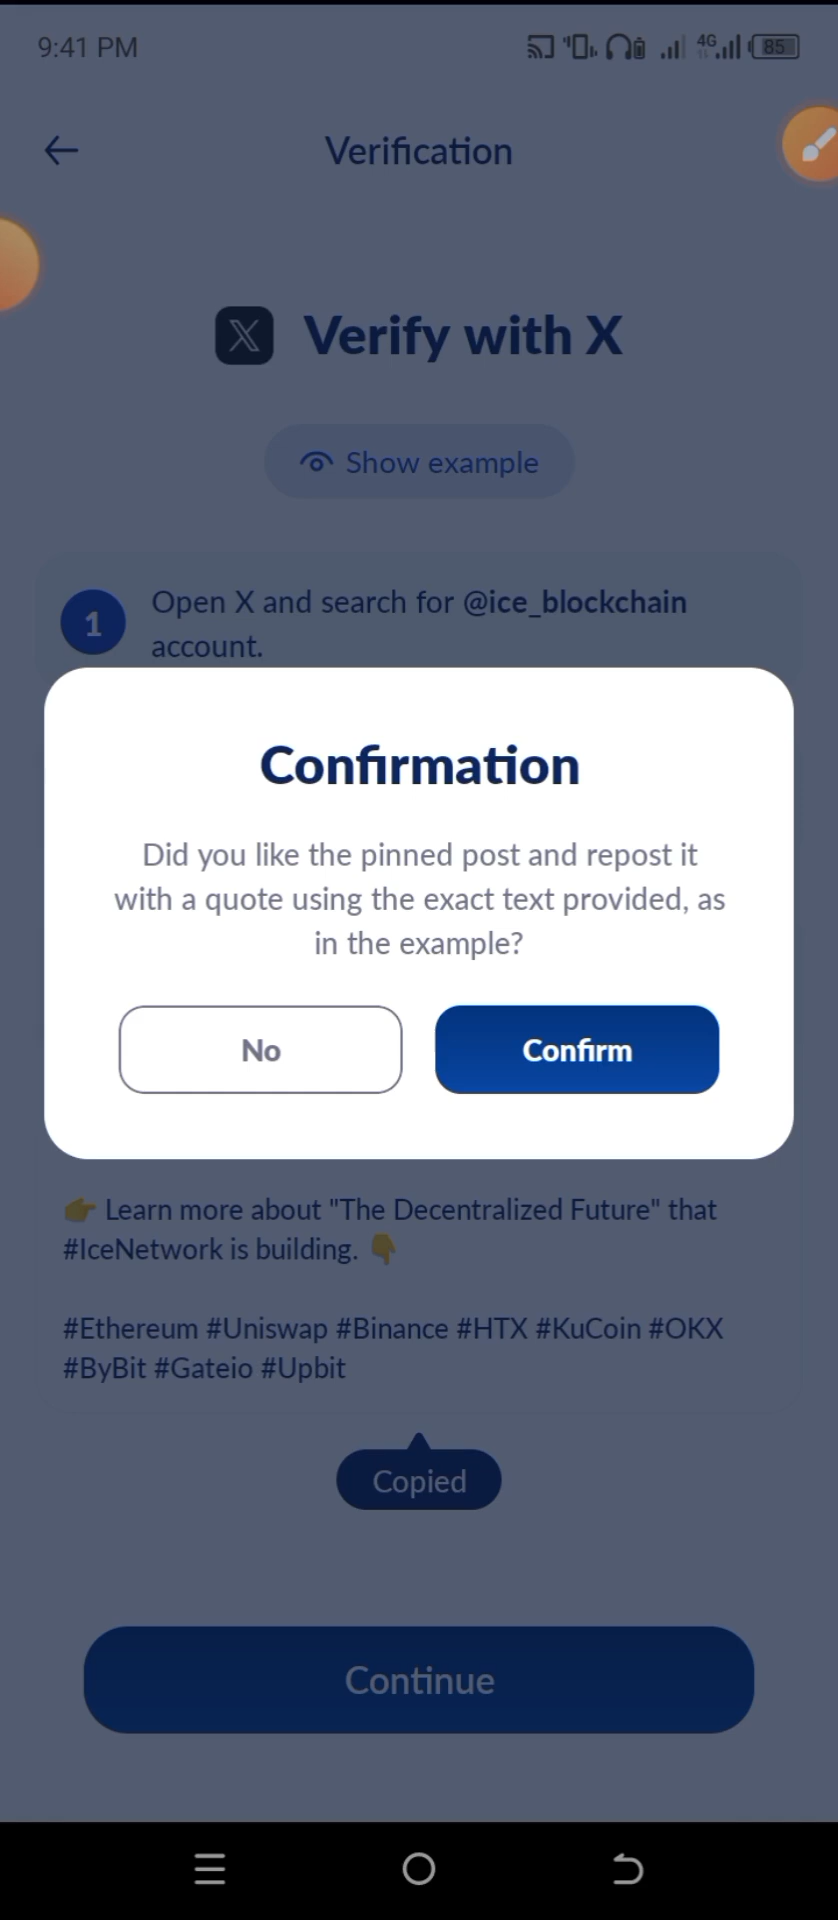 9:41 PM
4G
85
Verification
Verify with X
Show example
1
Open X and search for @ice_blockchain
account.
Confirmation
Did you like the pinned post and repost it
with a quote using the exact text provided, as
in the example?
No
Confirm
👉 Learn more about "The Decentralized Future" that
#IceNetwork is building. 👇
#Ethereum #Uniswap #Binance #HTX #KuCoin #OKX
#ByBit #Gateio #Upbit
Copied
Continue